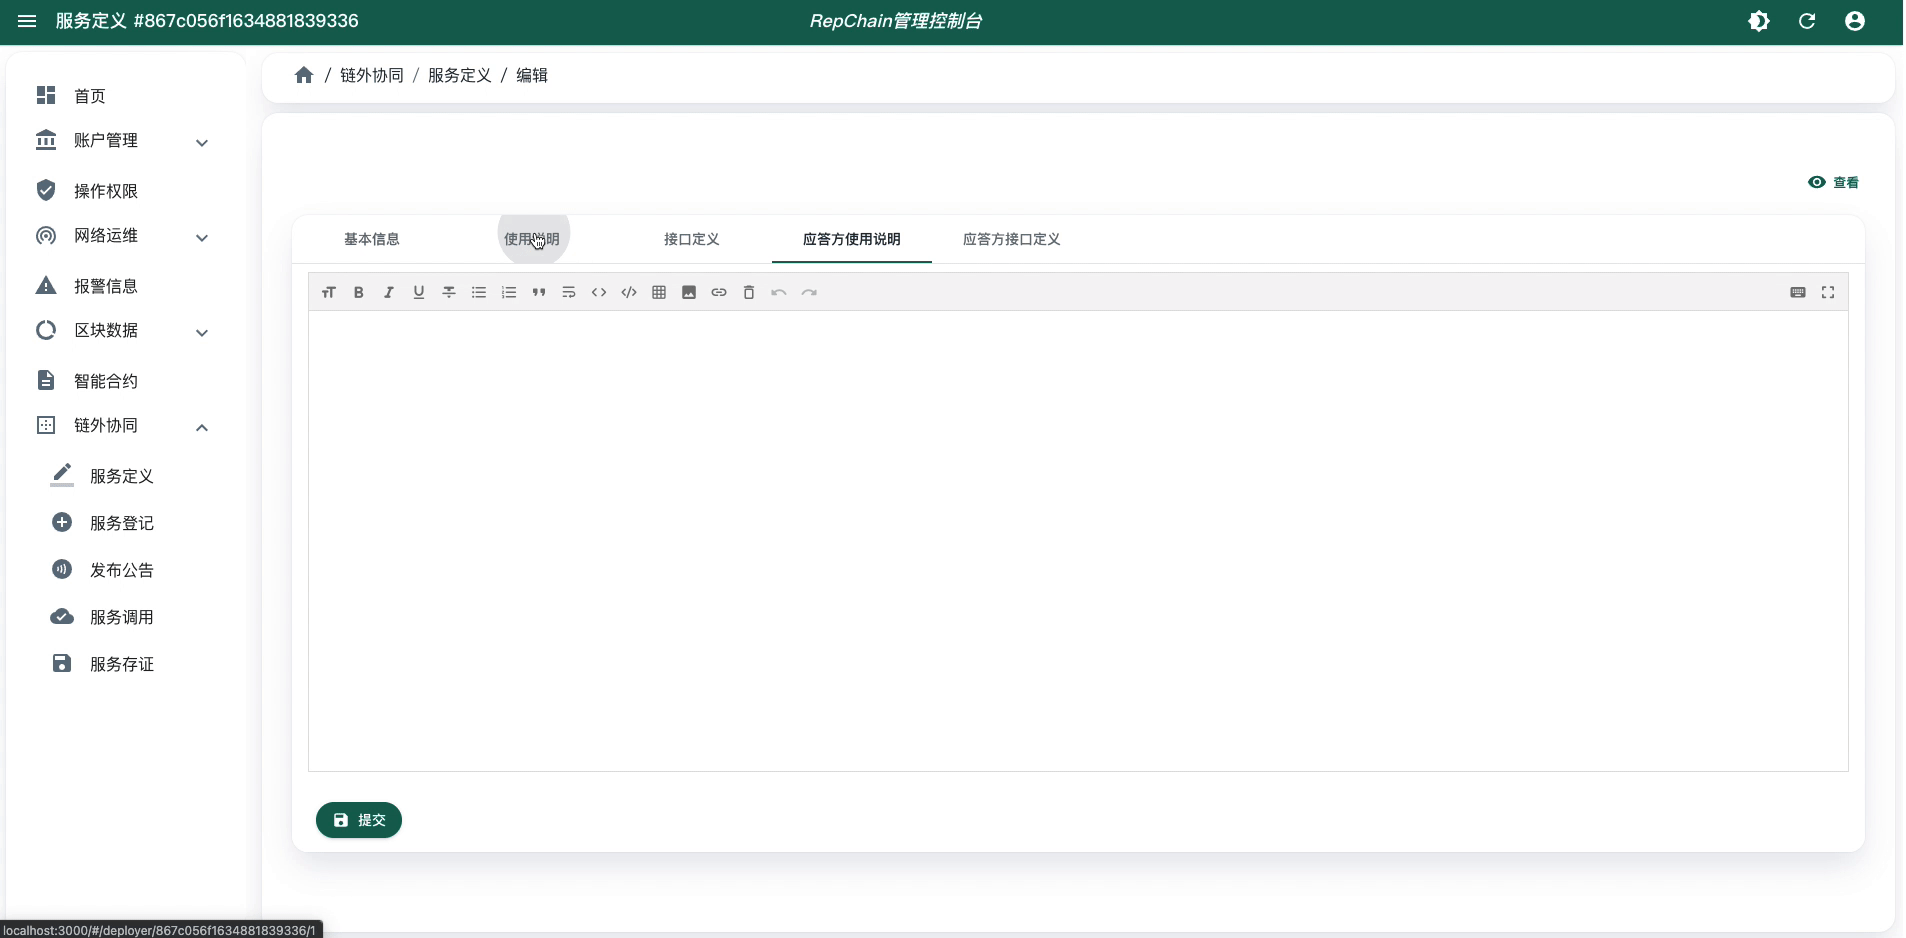 服务定义 #867c056f1634881839336
RepChain管理控制台
首页
账户管理
操作权限
网络运维
报警信息
区块数据
智能合约
链外协同
服务定义
服务登记
发布公告
服务调用
服务存证
/ 链外协同 / 服务定义 / 编辑
查看
基本信息 使用说明 接口定义 应答方使用说明 应答方接口定义
提交
localhost:3000/#/deployer/867c056f1634881839336/1